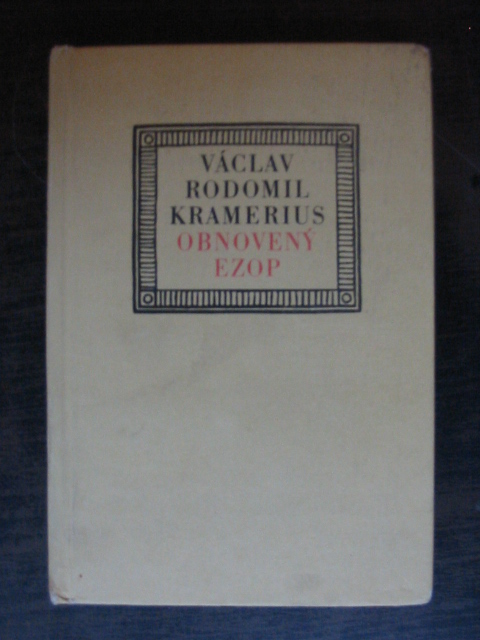 VÁCLAV
RODOMIL
KRAMERIUS
OBNOVENÝ
EZOP